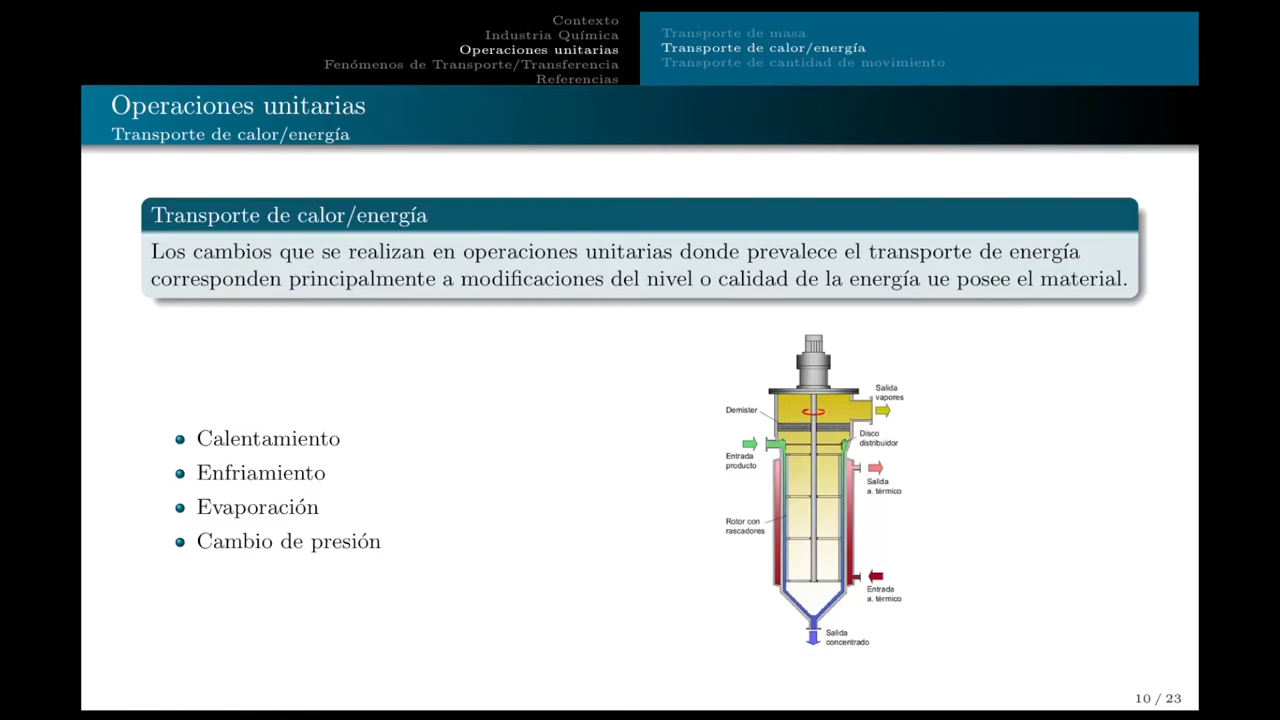 Contexto
Industria Química
Operaciones unitarias
Fenómenos de Transporte/Transferencia
Referencias
Transporte de masa
Transporte de calor/energía
Transporte de cantidad de movimiento
Operaciones unitarias
Transporte de calor/energía
Transporte de calor/energía
Los cambios que se realizan en operaciones unitarias donde prevalece el transporte de energía
corresponden principalmente a modificaciones del nivel o calidad de la energía ue posee el material.
Calentamiento
Enfriamiento
Evaporación
Cambio de presión
Salida
vapores
Demister
Disco
distribuidor
Entrada
producto
Salida
a. térmico
Rotor con
rascadores
Entrada
a. térmico
Salida
concentrado
10 / 23